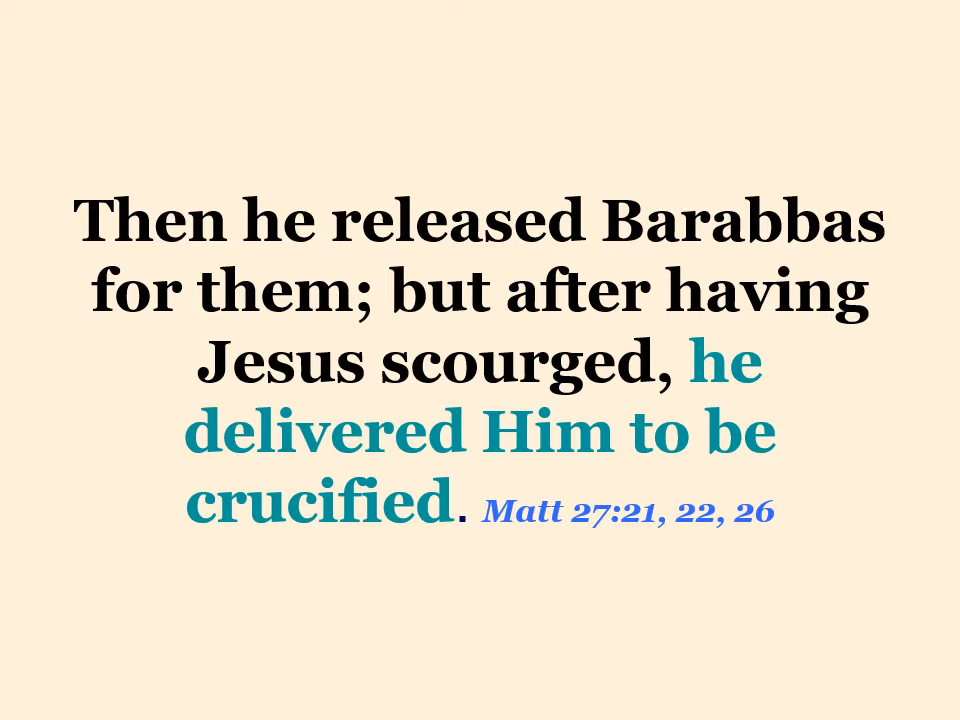 Then he released Barabbas
for them; but after having
Jesus scourged, he
delivered Him to be
crucified. Matt 27:21, 22, 26